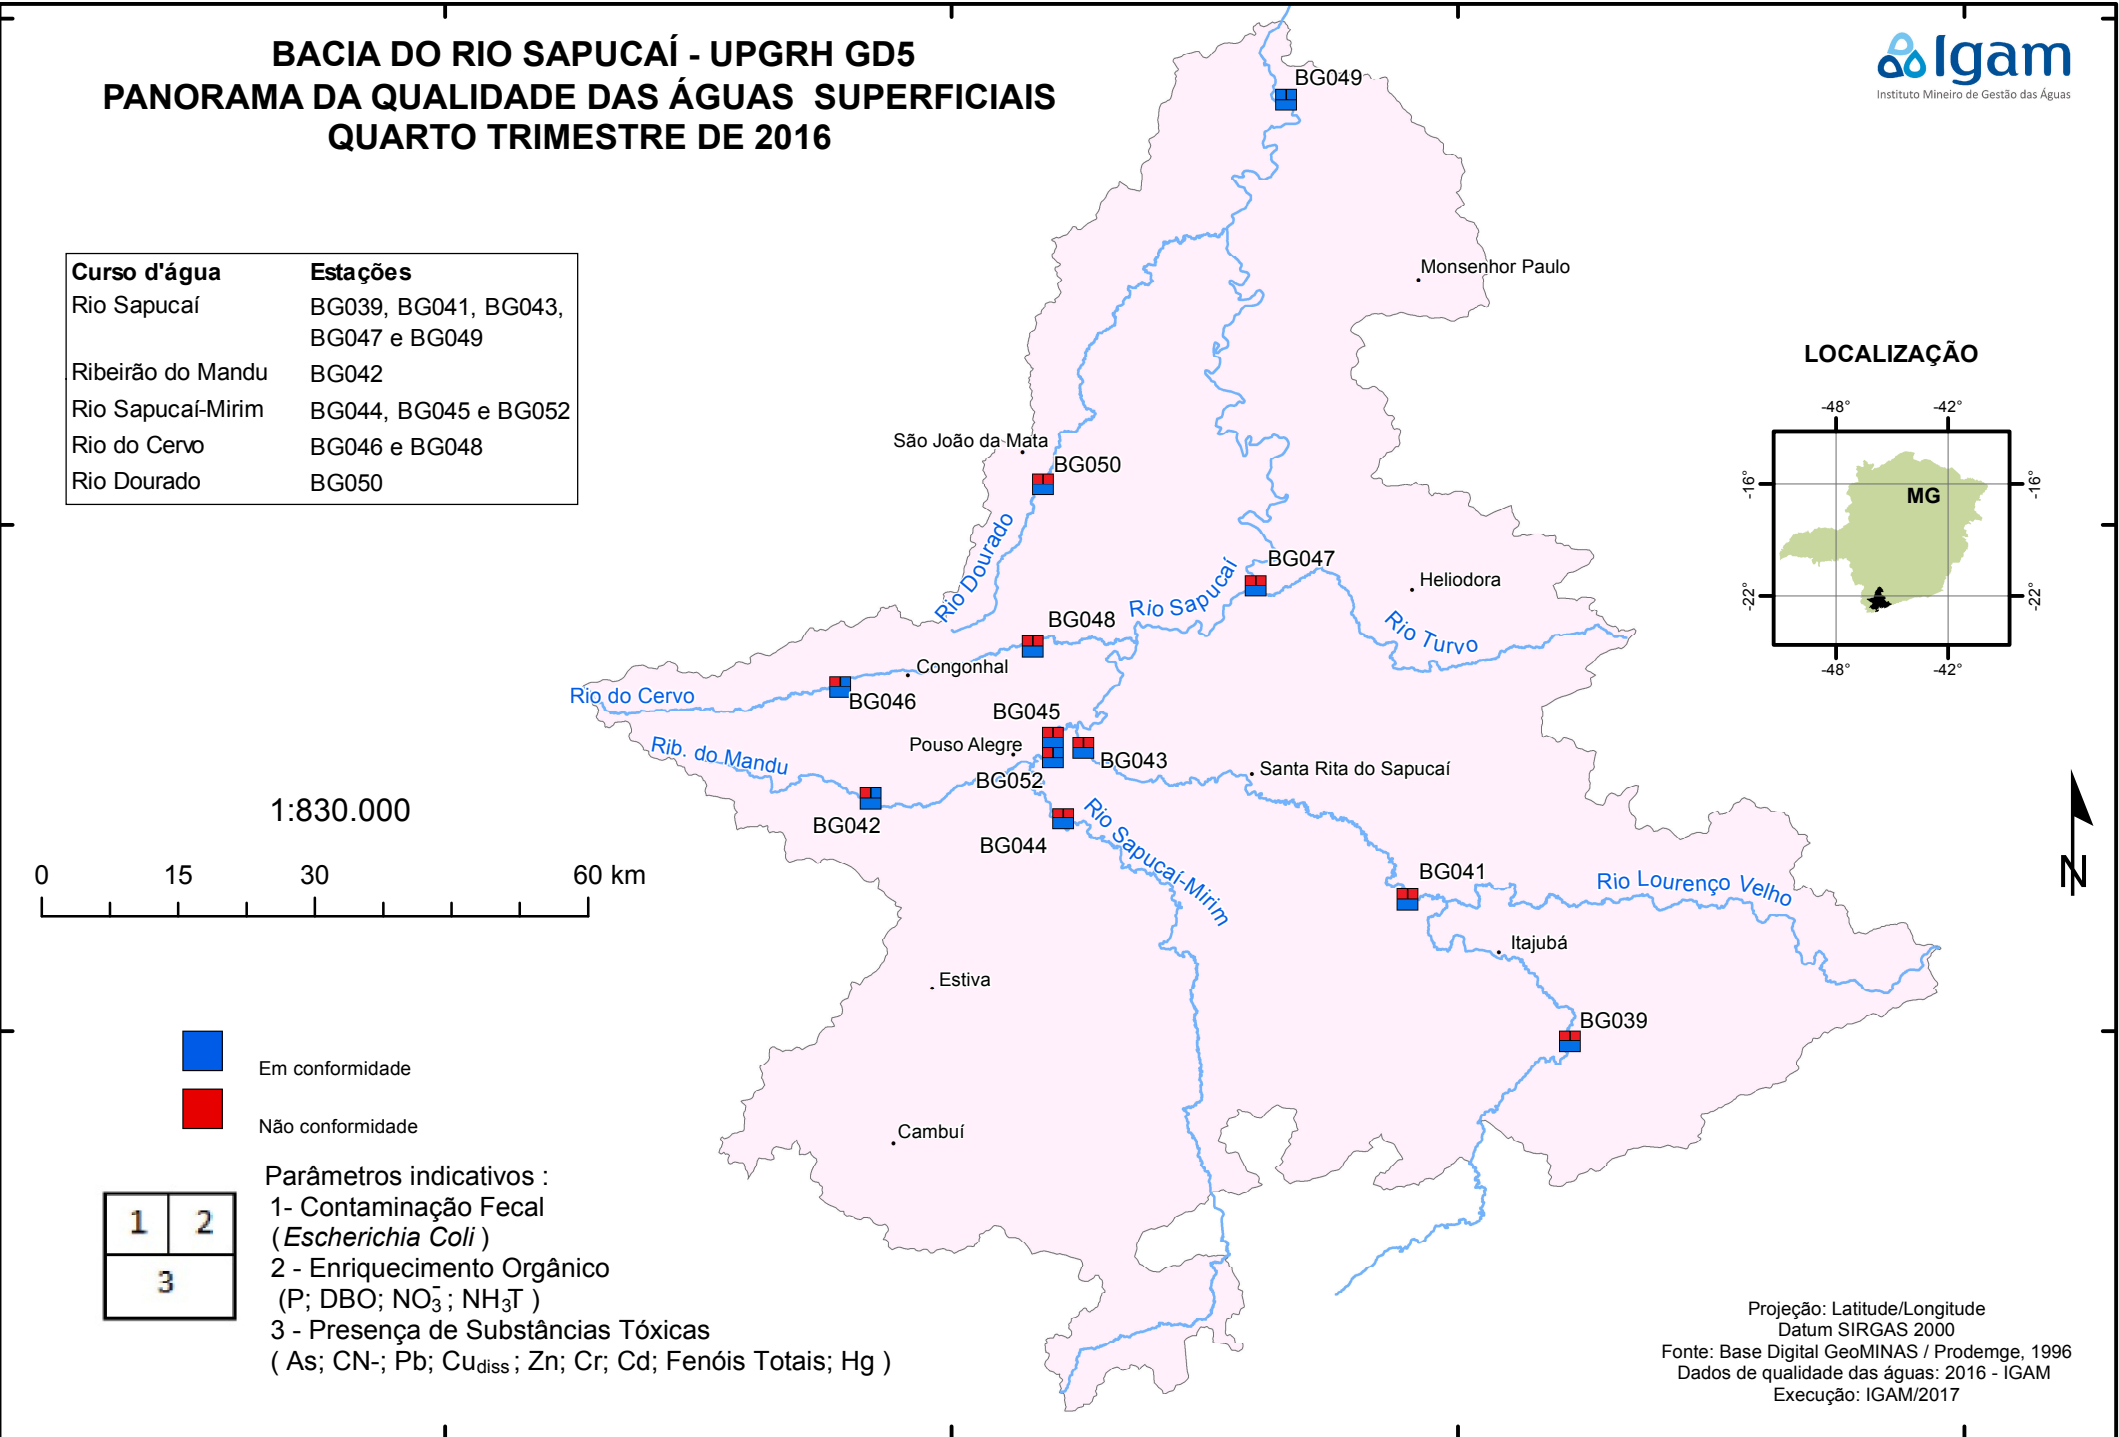 BACIA DO RIO SAPUCAÍ - UPGRH GD5
PANORAMA DA QUALIDADE DAS ÁGUAS SUPERFICIAIS
QUARTO TRIMESTRE DE 2016
Igam
Instituto Mineiro de Gestão das Águas
Curso d'água Estações
Rio Sapucaí BG039, BG041, BG043,
BG047 e BG049
Ribeirão do Mandu BG042
Rio Sapucaí-Mirim BG044, BG045 e BG052
Rio do Cervo BG046 e BG048
Rio Dourado BG050
BG049
Monsenhor Paulo
São João da Mata
BG050
Rio Dourado
BG047
Heliodora
Rio Sapucaí
BG048
Rio Turvo
Congonhal
Rio do Cervo
BG046
BG045
Rib. do Mandu
Pouso Alegre
BG043
BG052
Santa Rita do Sapucaí
BG042
BG044
Rio Sapucaí-Mirim
BG041
Rio Lourenço Velho
Itajubá
Estiva
BG039
Cambuí
LOCALIZAÇÃO
-48° -42°
-16° MG -16°
-22° -22°
-48° -42°
N
1:830.000
0 15 30 60 km
Em conformidade
Não conformidade
Parâmetros indicativos :
1 2
3
1- Contaminação Fecal
(Escherichia Coli )
2 - Enriquecimento Orgânico
(P; DBO; NO₃⁻; NH₃T )
3 - Presença de Substâncias Tóxicas
( As; CN-; Pb; Cudiss ; Zn; Cr; Cd; Fenóis Totais; Hg )
Projeção: Latitude/Longitude
Datum SIRGAS 2000
Fonte: Base Digital GeoMINAS / Prodemge, 1996
Dados de qualidade das águas: 2016 - IGAM
Execução: IGAM/2017